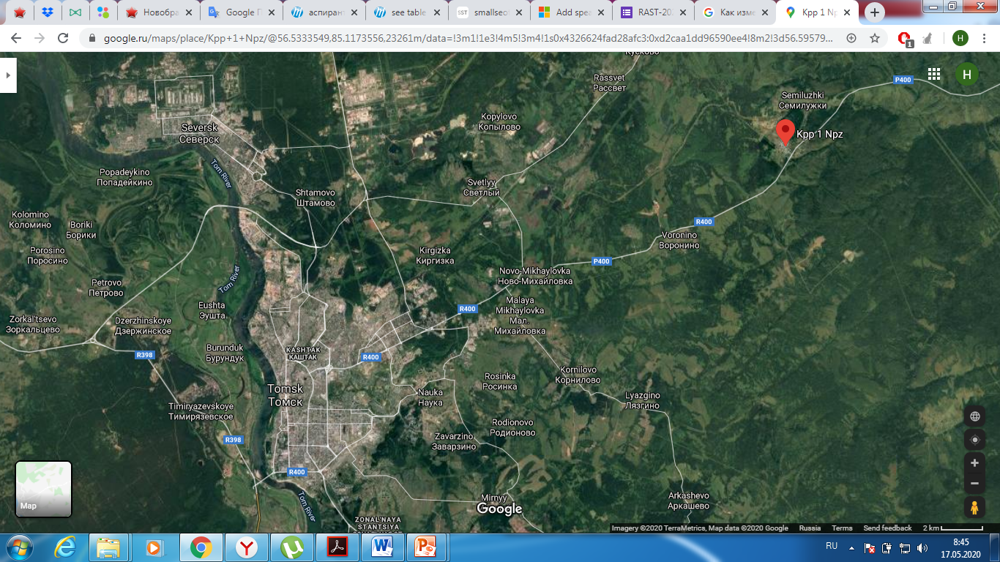 Новобра
Google П
аспиран
see table
smallseo
Add spea
RAST-20
Как изме
Kpp 1 Np
google.ru/maps/place/Kpp+1+Npz/@56.5333549,85.1173556,23261m/data=!3m1!1e3!4m5!3m4!1s0x4326624fad28afc3:0xd2caa1dd96590ee4!8m2!3d56.59579...
1
H
Кусково
H
P400
Rassvet
Рассвет
Semiluzhki
Семилужки
Kopylovo
Копылово
Seversk
Северск
Kpp 1 Npz
Tom River
Popadeykino
Попадейкино
Svetlyy
Светлый
Shtamovo
Штамово
Kolomino
Коломино
Boriki
Борики
R400
Voronino
Воронино
Porosino
Поросино
Kirgizka
Киргизка
P400
Tom River
Petrovo
Петрово
Novo-Mikhaylovka
Ново-Михайловка
Eushta
Эушта
Malaya
Mikhaylovka
Мал.
Михайловка
R400
Zorkal'tsevo
Зоркальцево
Dzerzhinskoye
Дзержинское
R398
Burunduk
Бурундук
KASHTAK
КАШТАК
R400
Kornilovo
Корнилово
Rosinka
Росинка
Tomsk
Томск
Nauka
Наука
Lyazgino
Лязгино
Timiryazevskoye
Тимирязевское
Rodionovo
Родионово
R398
Zavarzino
Заварзино
R400
Map
Tom River
Mirnyy
Google
Arkashevo
Аркашево
ZONAL'NAYA
STANTSIYA
Imagery ©2020 TerraMetrics, Map data ©2020 Google
Russia
Terms
Send feedback
2 km
RU
8:45
17.05.2020